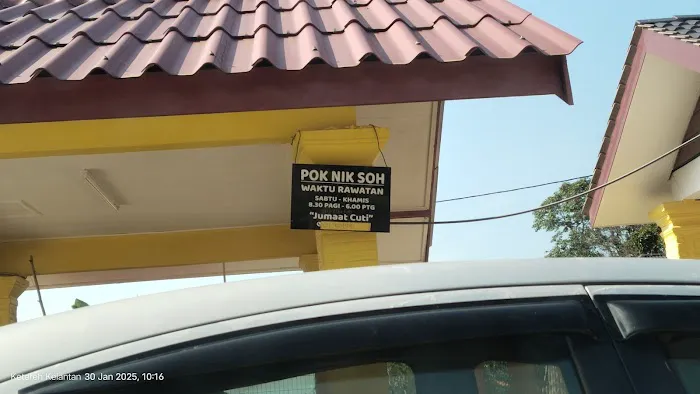 POK NIK SOH
WAKTU RAWATAN
SABTU - KHAMIS
8.30 PAGI - 6.00 PTG
"Jumaat Cuti"
Ketereh Kelantan 30 Jan 2025, 10:16